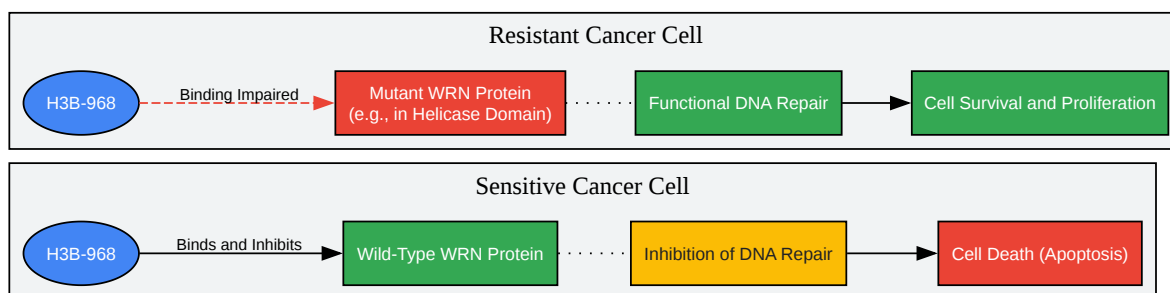 Resistant Cancer Cell
H3B-968
Binding Impaired
Mutant WRN Protein
(e.g., in Helicase Domain)
Functional DNA Repair
Cell Survival and Proliferation
Sensitive Cancer Cell
H3B-968
Binds and Inhibits
Wild-Type WRN Protein
Inhibition of DNA Repair
Cell Death (Apoptosis)